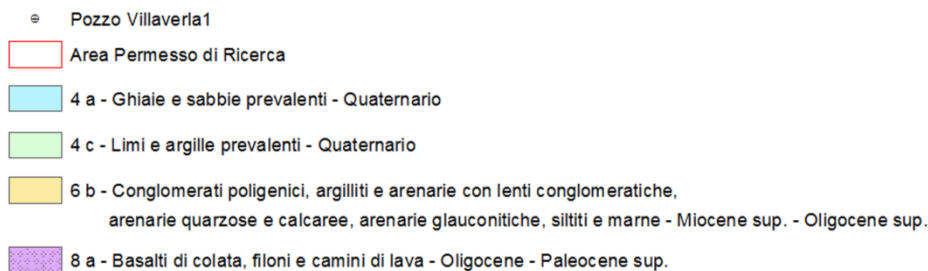 Pozzo Villaverla1
Area Permesso di Ricerca
4 a - Ghiaie e sabbie prevalenti - Quaternario
4 c - Limi e argille prevalenti - Quaternario
6 b - Conglomerati poligenici, argilliti e arenarie con lenti conglomeratiche,
arenarie quarzose e calcaree, arenarie glauconitiche, siltiti e marne - Miocene sup. - Oligocene sup.
8 a - Basalti di colata, filoni e camini di lava - Oligocene - Paleocene sup.